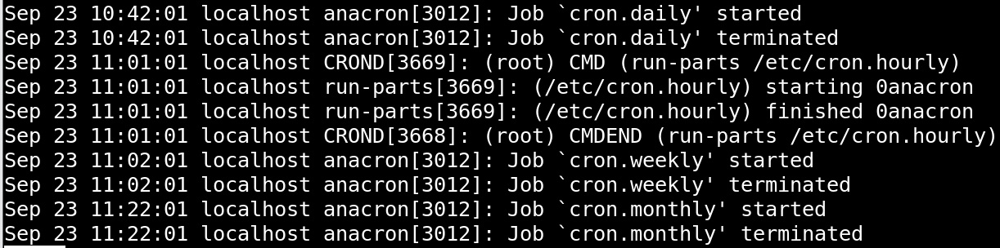 Sep 23 10:42:01 localhost anacron[3012]: Job `cron.daily' started
Sep 23 10:42:01 localhost anacron[3012]: Job `cron.daily' terminated
Sep 23 11:01:01 localhost CROND[3669]: (root) CMD (run-parts /etc/cron.hourly)
Sep 23 11:01:01 localhost run-parts[3669]: (/etc/cron.hourly) starting 0anacron
Sep 23 11:01:01 localhost run-parts[3669]: (/etc/cron.hourly) finished 0anacron
Sep 23 11:01:01 localhost CROND[3668]: (root) CMDEND (run-parts /etc/cron.hourly)
Sep 23 11:02:01 localhost anacron[3012]: Job `cron.weekly' started
Sep 23 11:02:01 localhost anacron[3012]: Job `cron.weekly' terminated
Sep 23 11:22:01 localhost anacron[3012]: Job `cron.monthly' started
Sep 23 11:22:01 localhost anacron[3012]: Job `cron.monthly' terminated